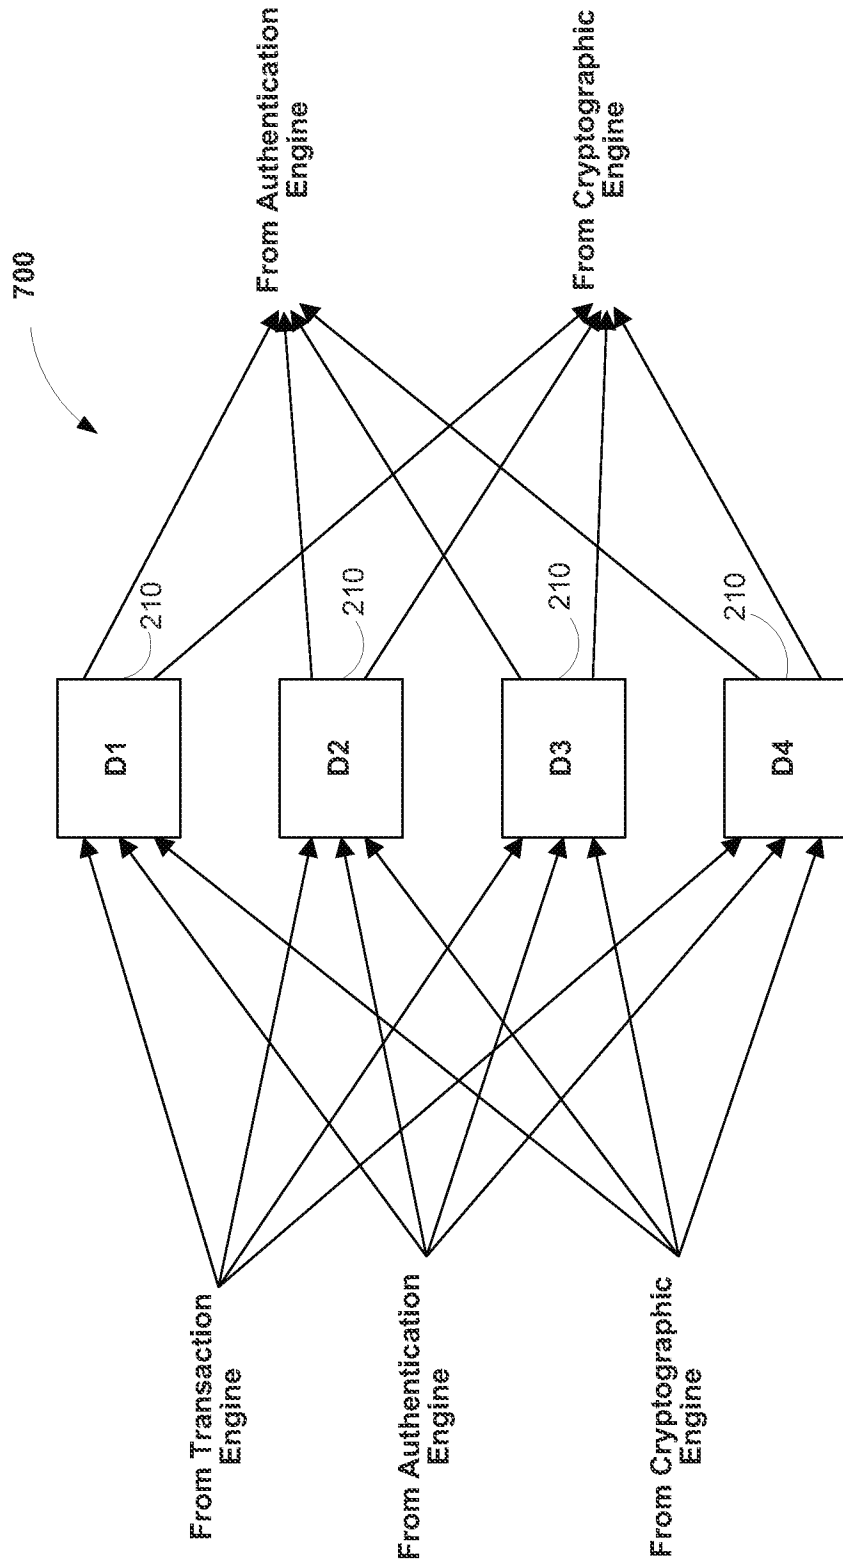 700
From Transaction
Engine
From Authentication
Engine
From Cryptographic
Engine
D1
210
D2
210
D3
210
D4
210
From Authentication
Engine
From Cryptographic
Engine